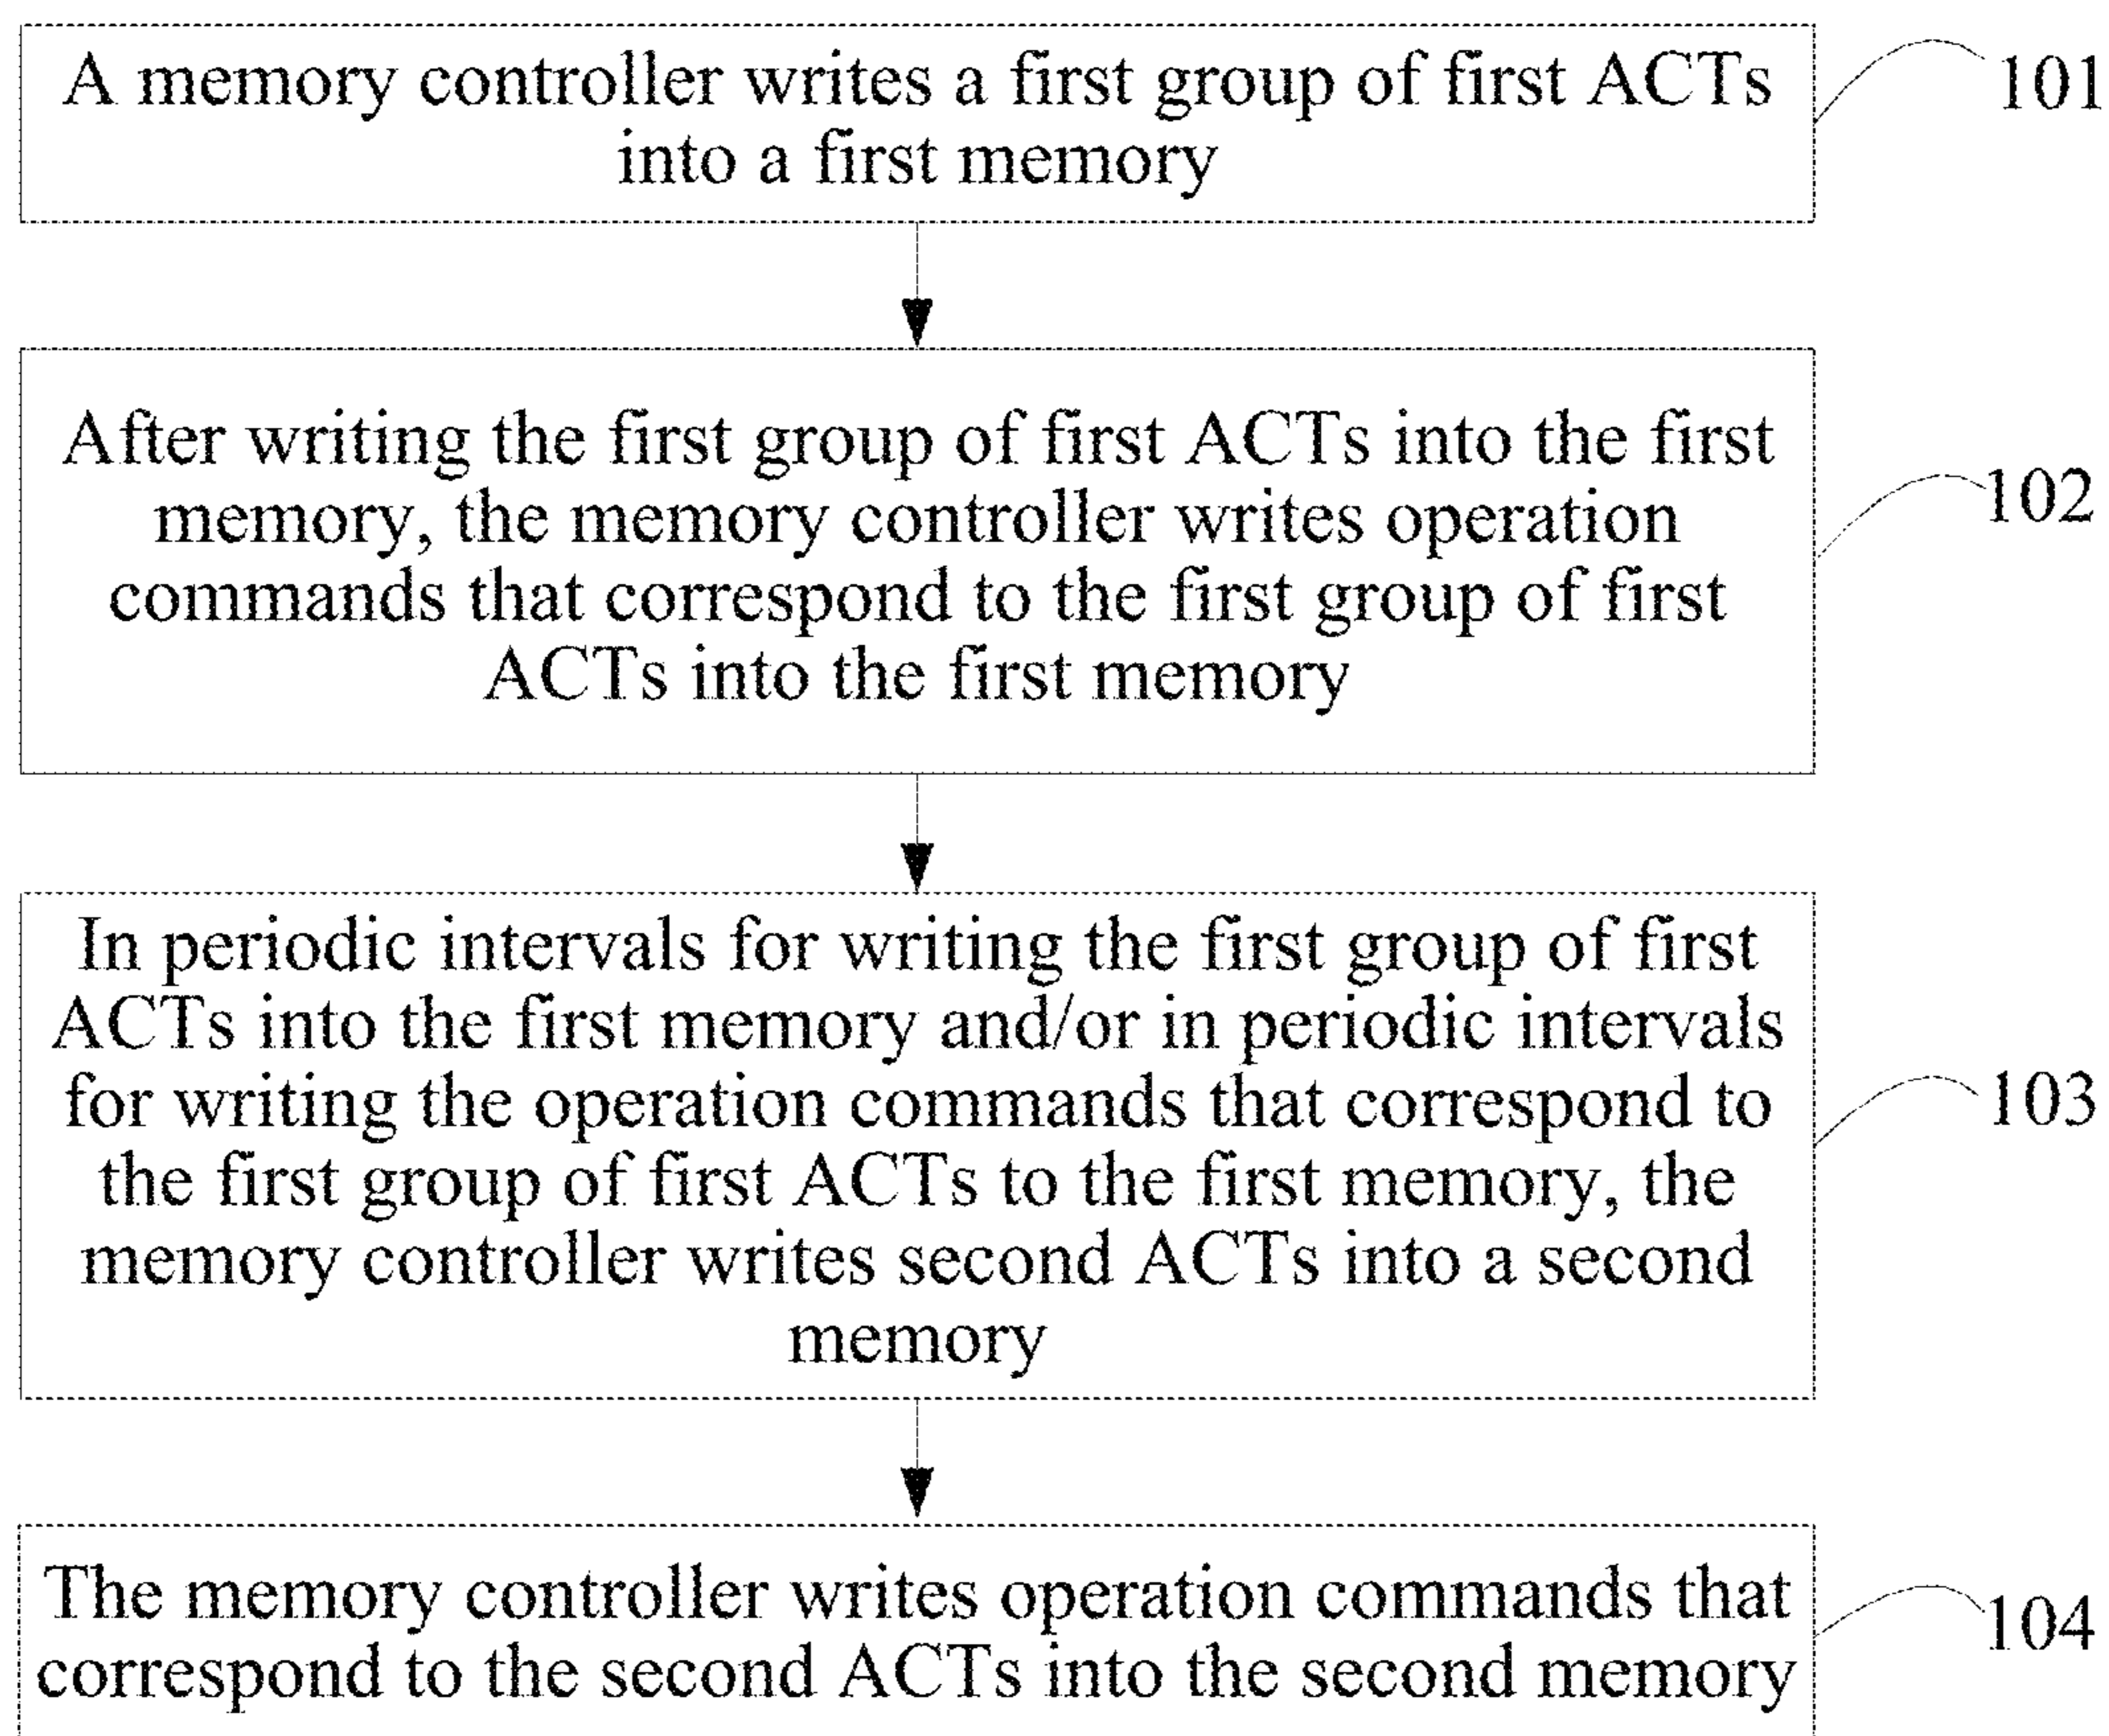 A memory controller writes a first group of first ACTs
into a first memory
101
After writing the first group of first ACTs into the first
memory, the memory controller writes operation
commands that correspond to the first group of first
ACTs into the first memory
102
In periodic intervals for writing the first group of first
ACTs into the first memory and/or in periodic intervals
for writing the operation commands that correspond to
the first group of first ACTs to the first memory, the
memory controller writes second ACTs into a second
memory
103
The memory controller writes operation commands that
correspond to the second ACTs into the second memory
104